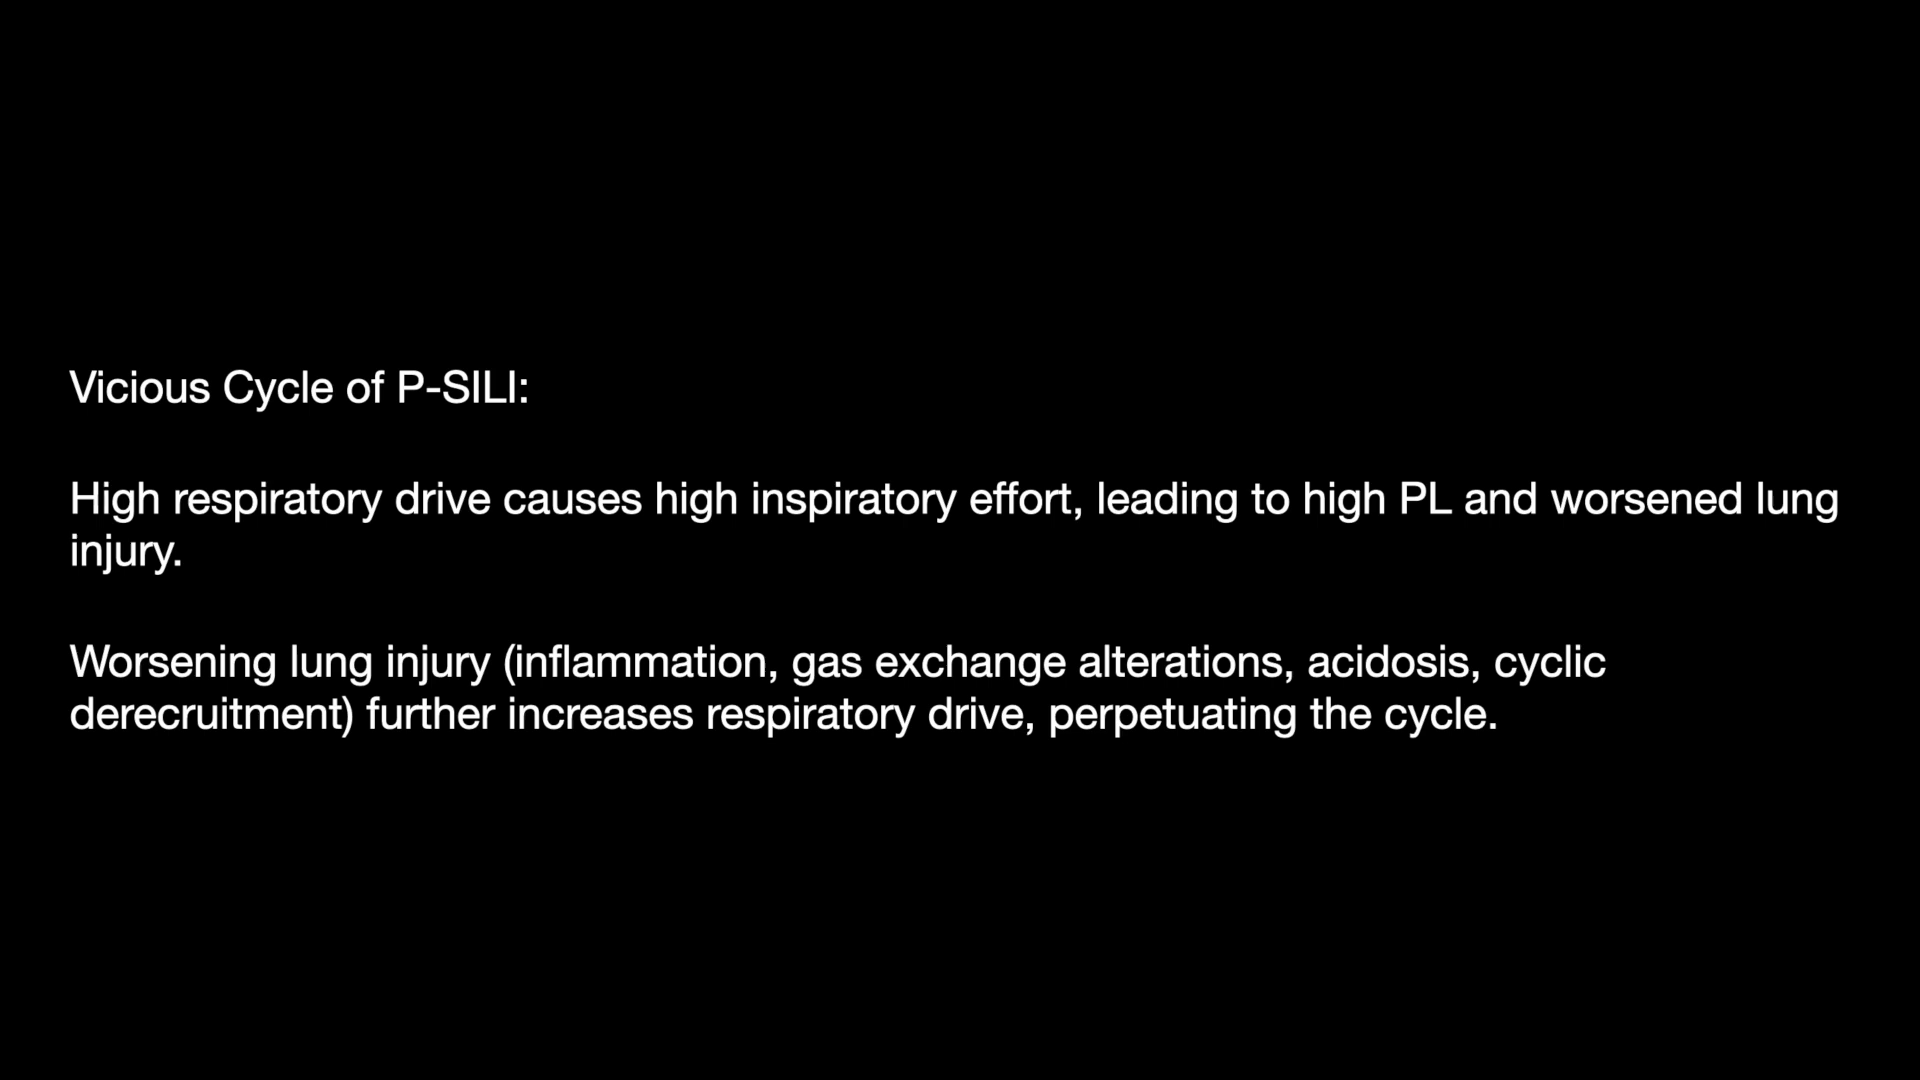 Vicious Cycle of P-SILI:
High respiratory drive causes high inspiratory effort, leading to high PL and worsened lung
injury.
Worsening lung injury (inflammation, gas exchange alterations, acidosis, cyclic
derecruitment) further increases respiratory drive, perpetuating the cycle.